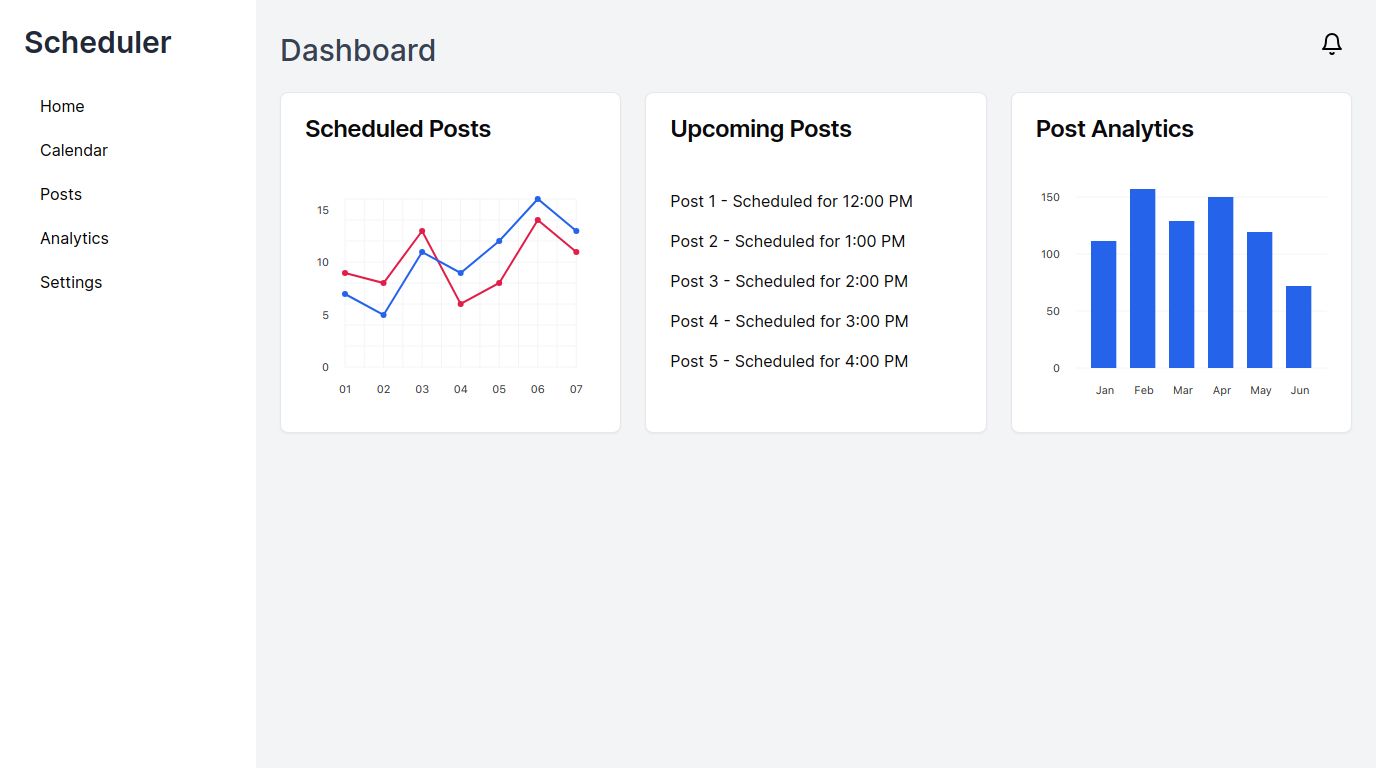 Scheduler
Home
Calendar
Posts
Analytics
Settings
Dashboard
Scheduled Posts
15
10
5
0
01 02 03 04 05 06 07
Upcoming Posts
Post 1 - Scheduled for 12:00 PM
Post 2 - Scheduled for 1:00 PM
Post 3 - Scheduled for 2:00 PM
Post 4 - Scheduled for 3:00 PM
Post 5 - Scheduled for 4:00 PM
Post Analytics
150
100
50
0
Jan Feb Mar Apr May Jun